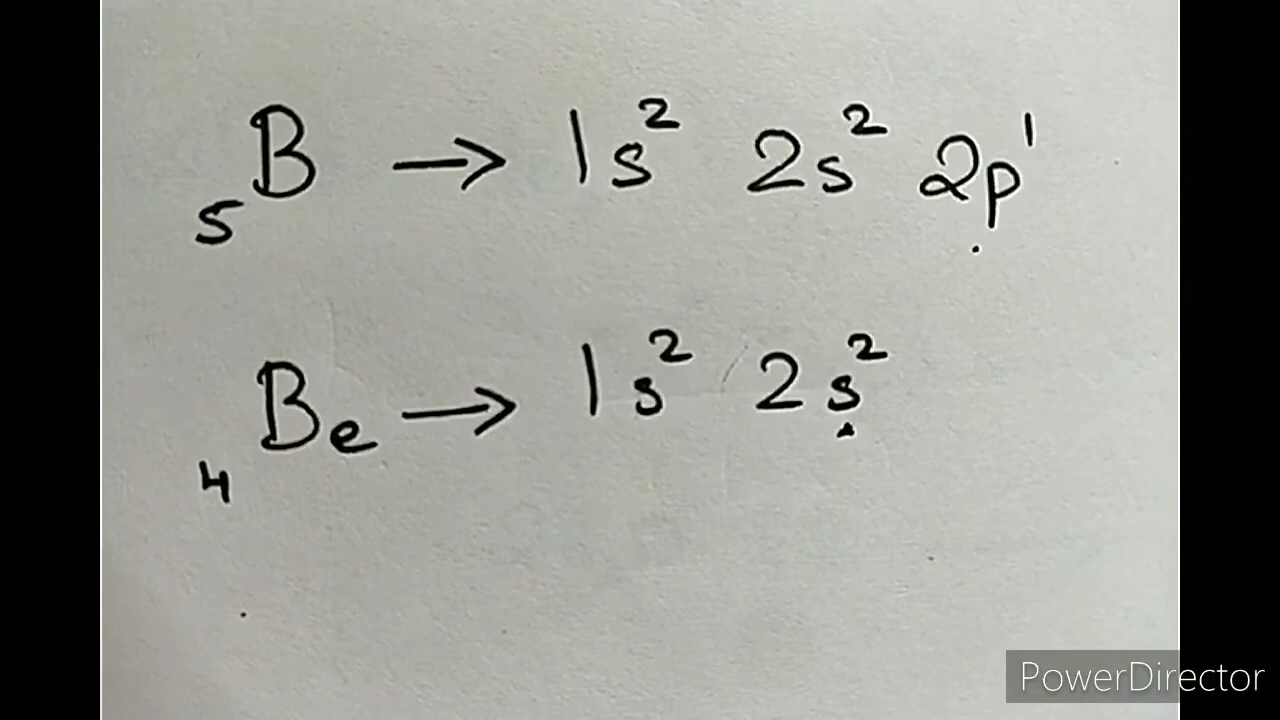 ₅B → 1s² 2s² 2p¹
₄Be → 1s² 2s²
PowerDirector